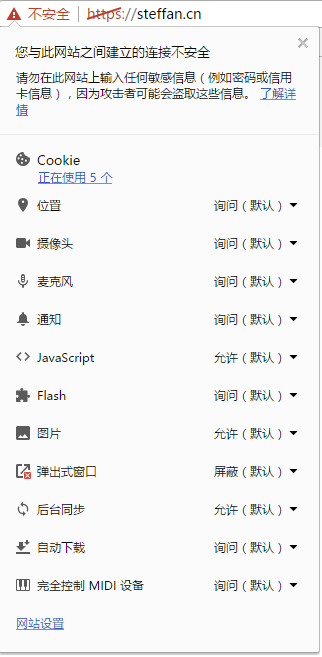 不安全 https://steffan.cn
您与此网站之间建立的连接不安全
请勿在此网站上输入任何敏感信息（例如密码或信用
卡信息），因为攻击者可能会盗取这些信息。 了解详
情
Cookie
正在使用 5 个
位置 询问（默认）
摄像头 询问（默认）
麦克风 询问（默认）
通知 询问（默认）
JavaScript 允许（默认）
Flash 询问（默认）
图片 允许（默认）
弹出式窗口 屏蔽（默认）
后台同步 允许（默认）
自动下载 询问（默认）
完全控制 MIDI 设备 询问（默认）
网站设置